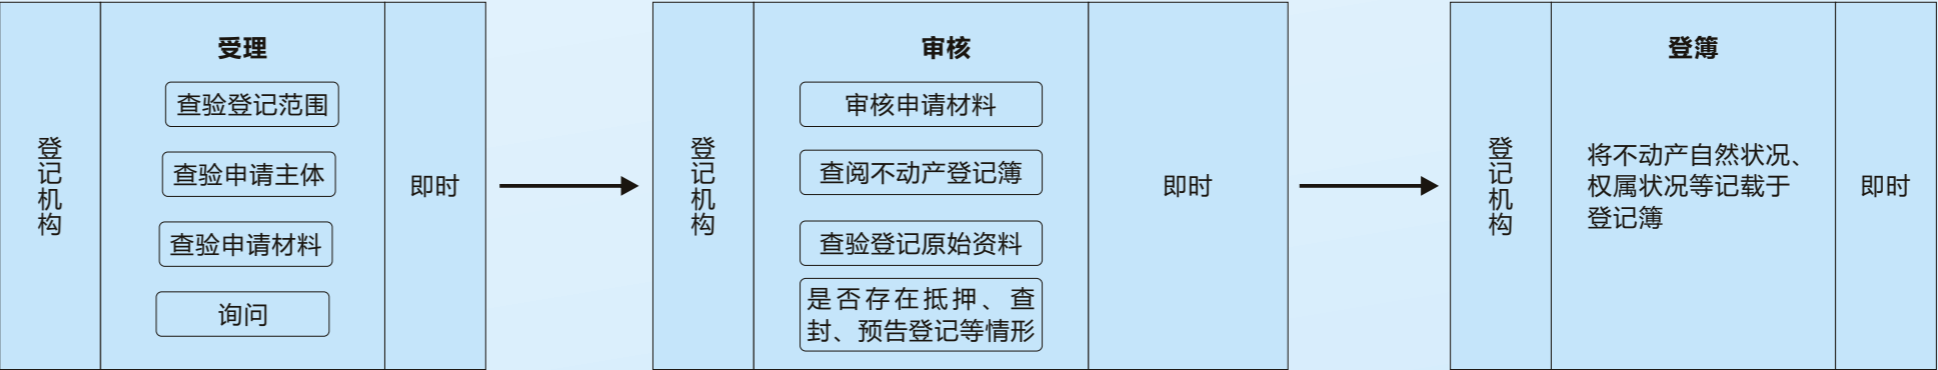 登记机构
受理
查验登记范围
查验申请主体
查验申请材料
询问
即时
登记机构
审核
审核申请材料
查阅不动产登记簿
查验登记原始资料
是否存在抵押、查
封、预告登记等情形
即时
登记机构
登簿
将不动产自然状况、
权属状况等记载于
登记簿
即时